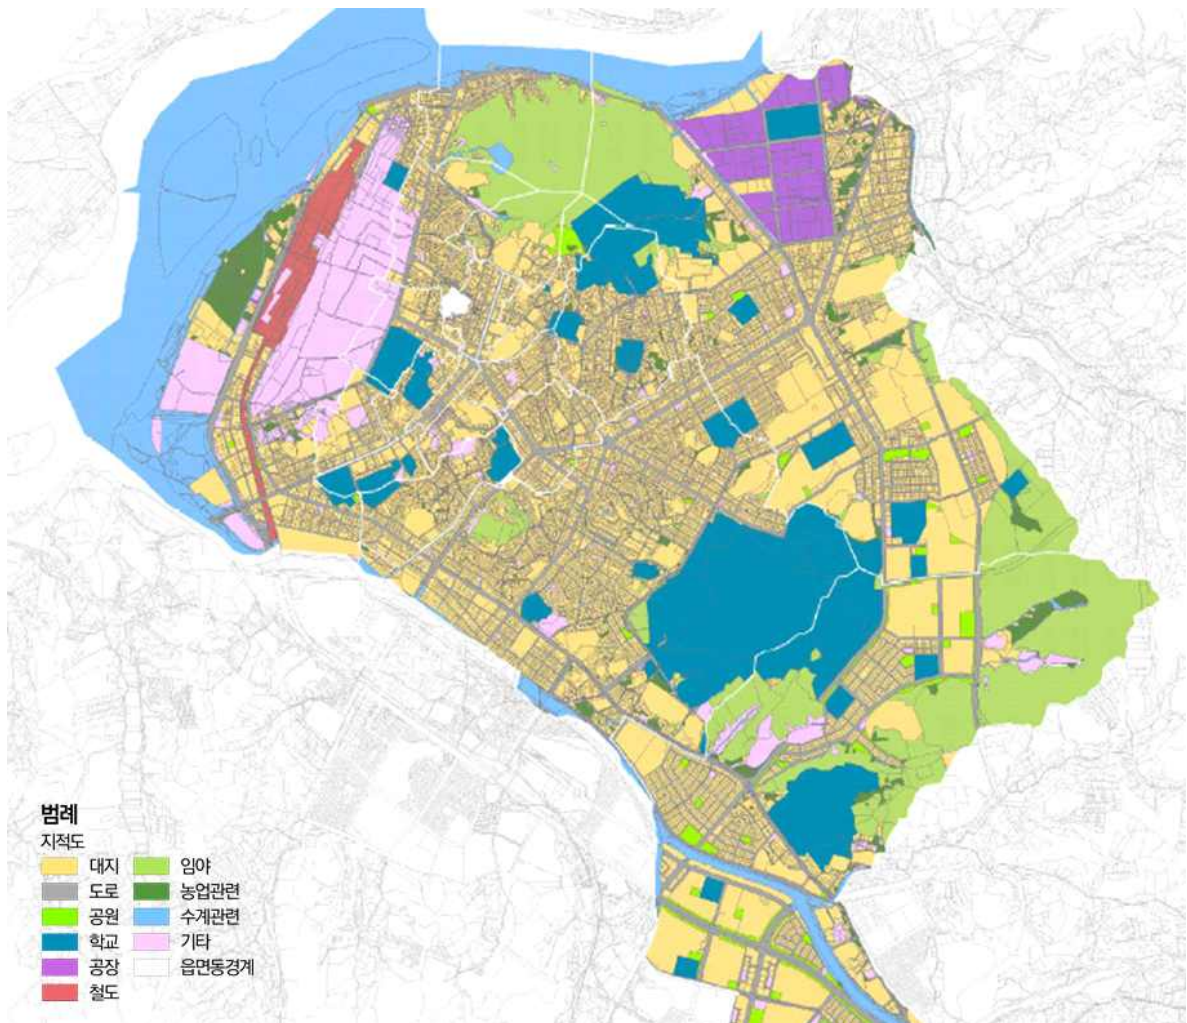 범례
지적도
대지 임야
도로 농업관련
공원 수계관련
학교 기타
공장 읍면동경계
철도